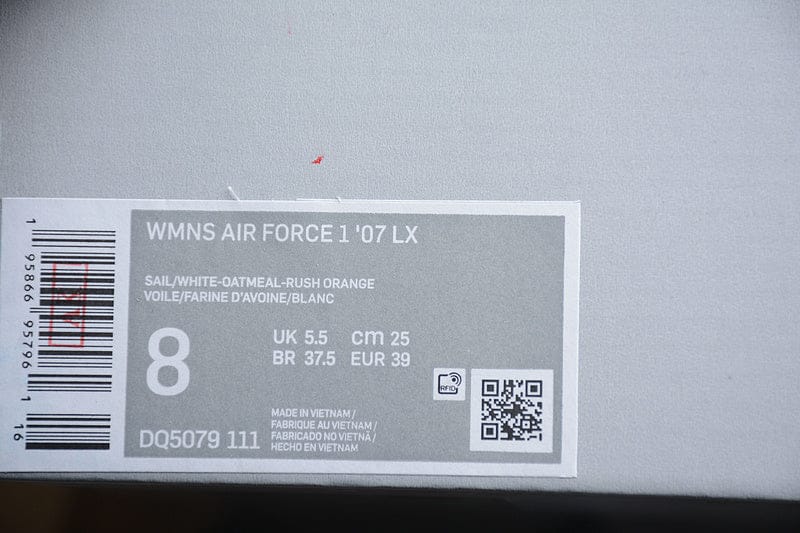 WMNS AIR FORCE 1 '07 LX
SAIL/WHITE-OATMEAL-RUSH ORANGE
VOILE/FARINE D'AVOINE/BLANC
8
UK 5.5 cm 25
BR 37.5 EUR 39
RFID
DQ5079 111
MADE IN VIETNAM /
FABRIQUE AU VIETNAM /
FABRICADO NO VIETNÃ /
HECHO EN VIETNAM
1 95866 95796 1 16